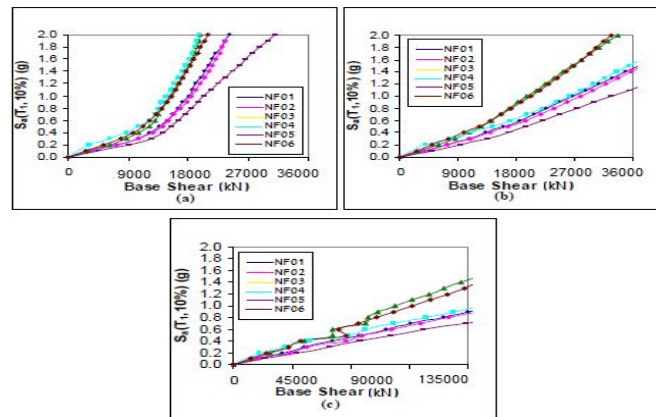 2.0
1.8
1.6
1.4
1.2
1.0
0.8
0.6
0.4
0.2
0.0
Sa(T1, 10%) (g)
NF01
NF02
NF03
NF04
NF05
NF06
0 9000 18000 27000 36000
Base Shear (kN)
(a)
2.0
1.8
1.6
1.4
1.2
1.0
0.8
0.6
0.4
0.2
0.0
Sa(T1, 10%) (g)
NF01
NF02
NF03
NF04
NF05
NF06
0 9000 18000 27000 36000
Base Shear (kN)
(b)
2.0
1.8
1.6
1.4
1.2
1.0
0.8
0.6
0.4
0.2
0.0
Sa(T1, 10%) (g)
NF01
NF02
NF03
NF04
NF05
NF06
0 45000 90000 135000
Base Shear (kN)
(c)